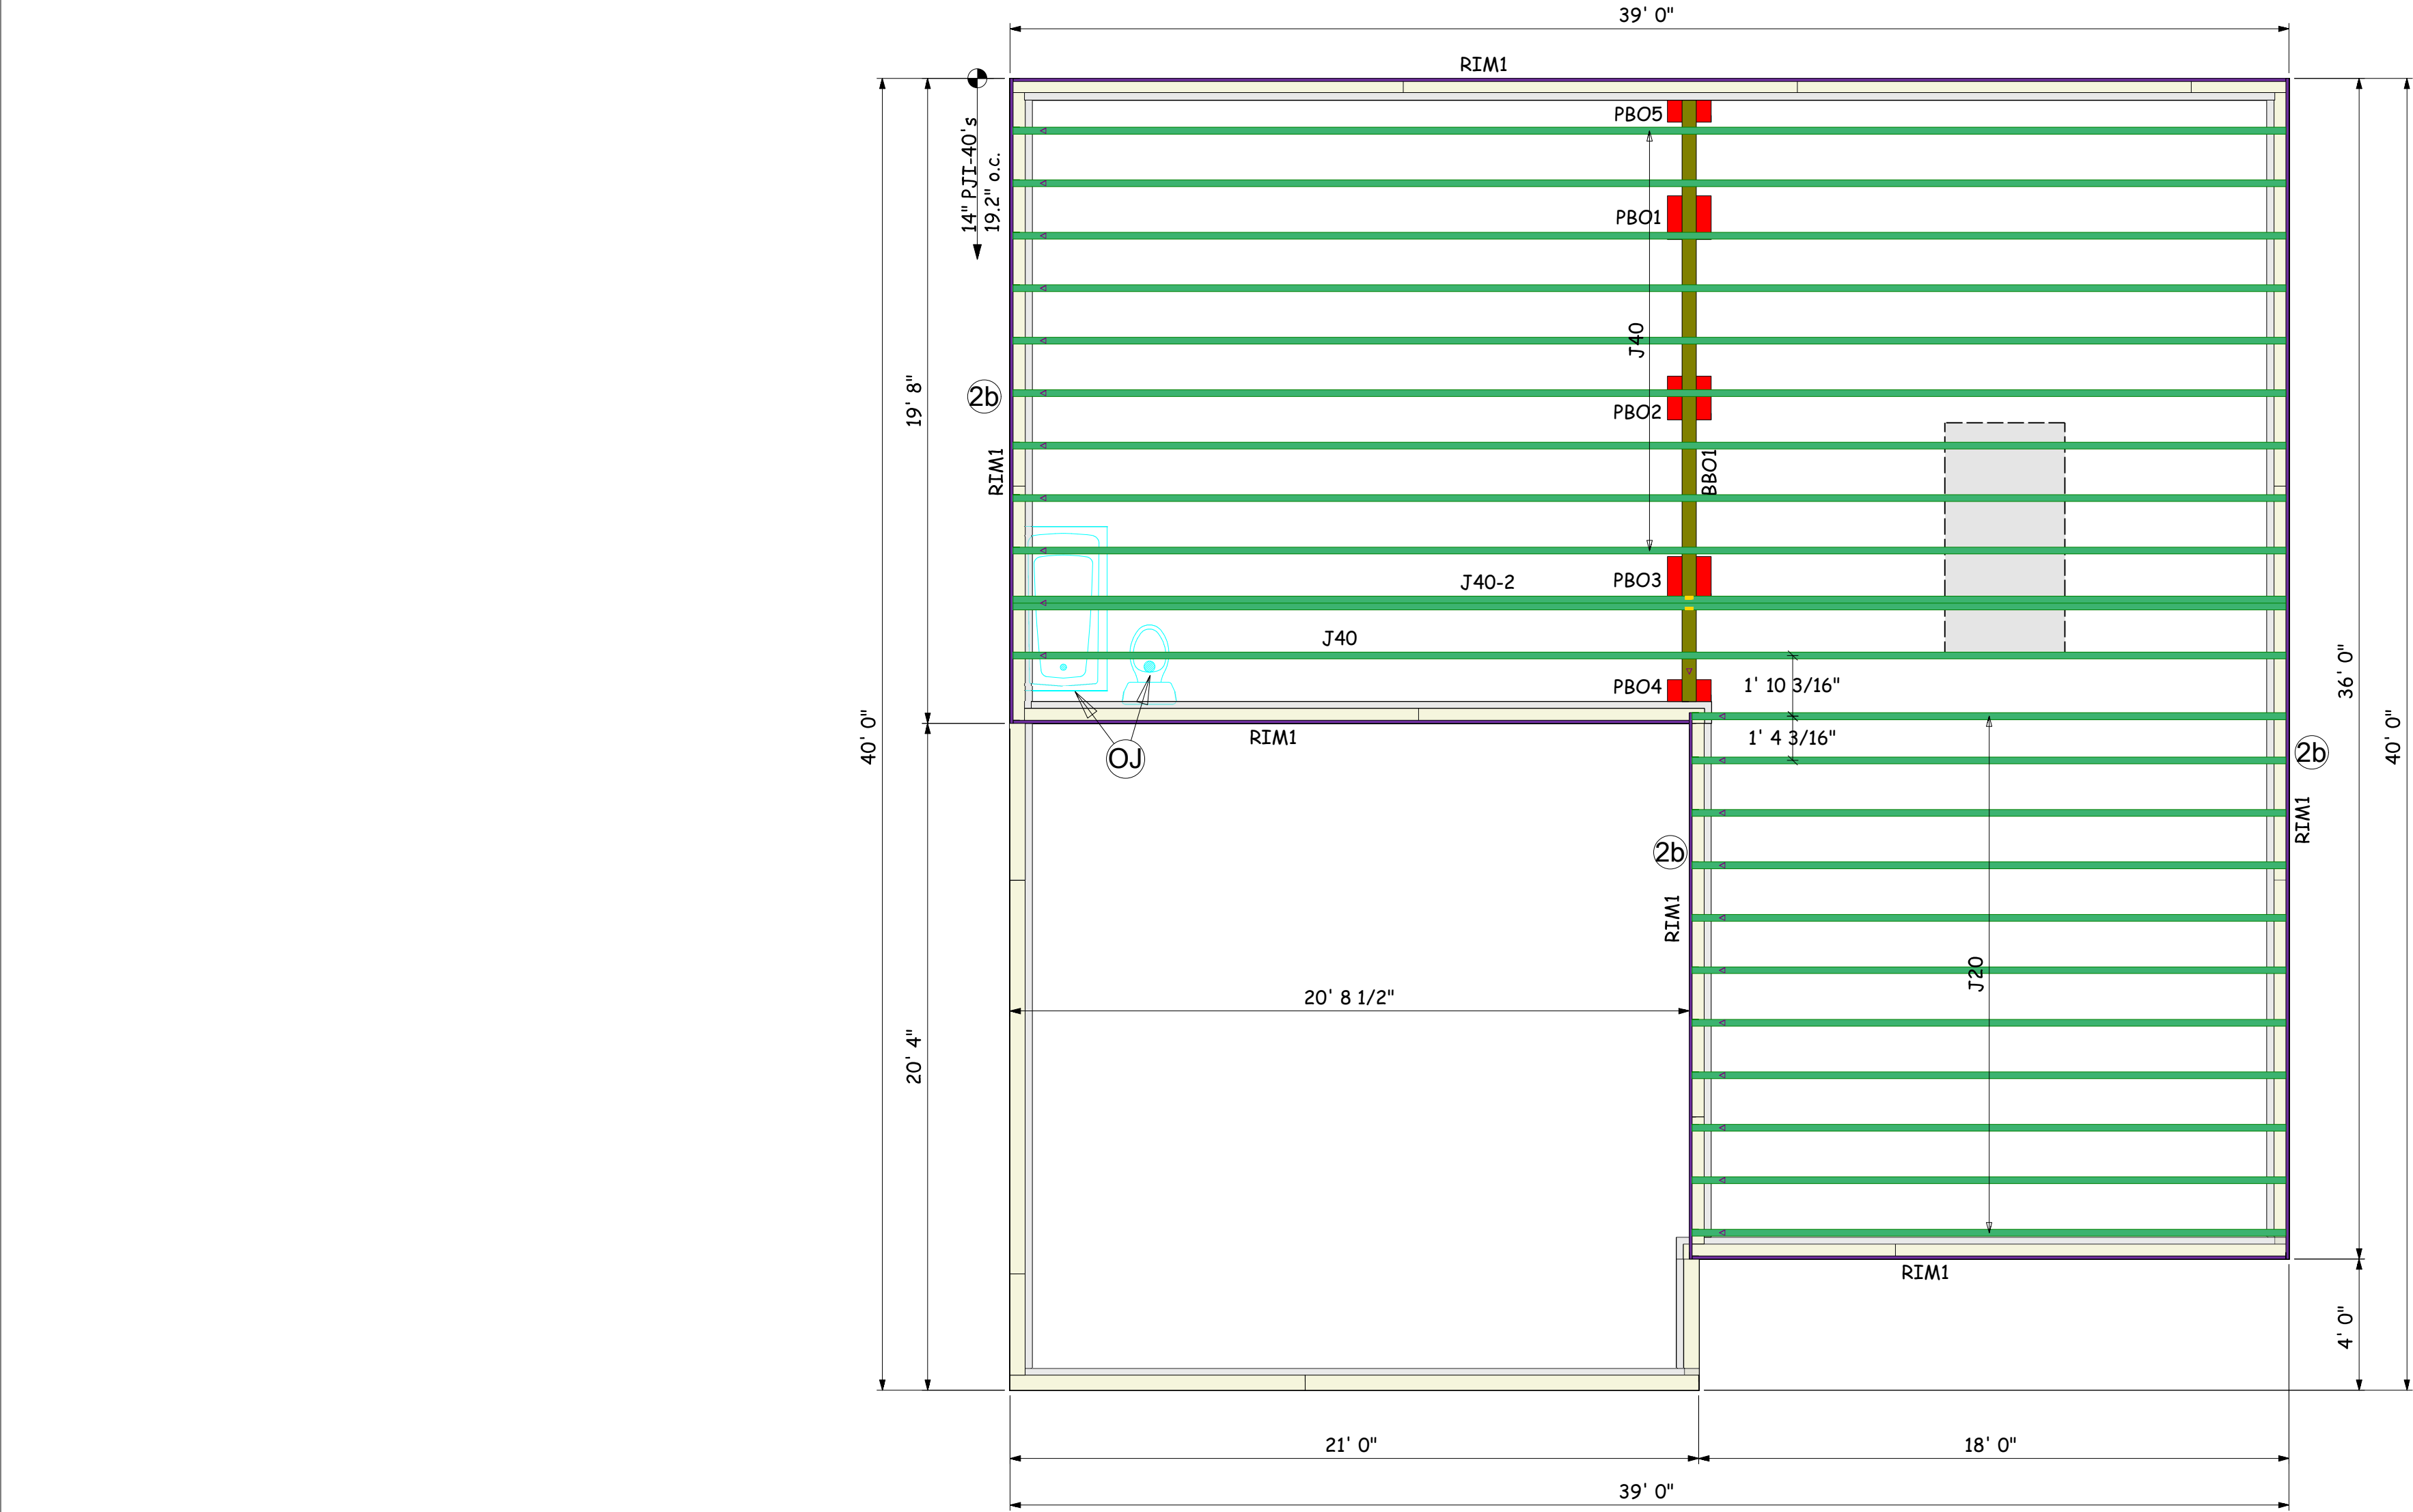 39' 0"
RIM1
PBO5
14" PJI-40's
19.2" o.c.
PBO1
J40
19' 8"
2b
PBO2
RIM1
BBO1
J40-2
PBO3
J40
PBO4
1' 10 3/16"
36' 0"
40' 0"
RIM1
1' 4 3/16"
40' 0"
OJ
2b
RIM1
2b
RIM1
J20
20' 8 1/2"
20' 4"
RIM1
4' 0"
21' 0"
18' 0"
39' 0"